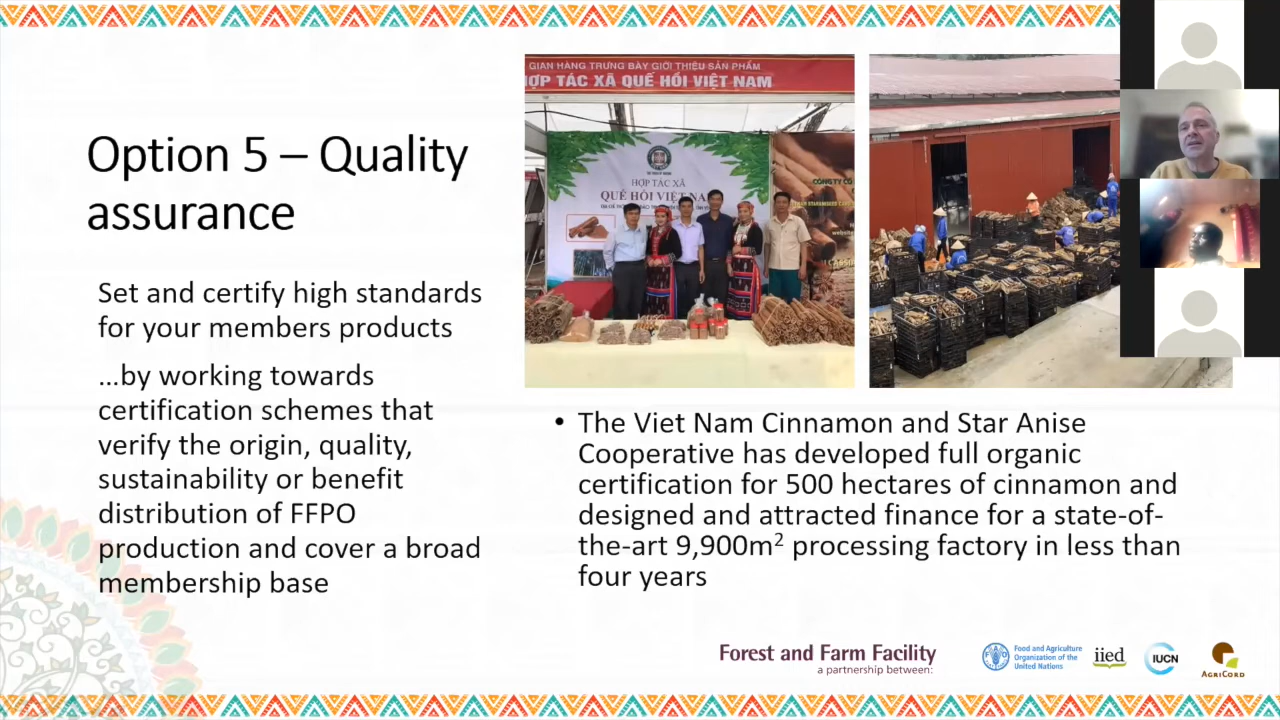 Option 5 – Quality
assurance
Set and certify high standards
for your members products
...by working towards
certification schemes that
verify the origin, quality,
sustainability or benefit
distribution of FFPO
production and cover a broad
membership base
GIAN HÀNG TRƯNG BÀY GIỚI THIỆU SẢN PHẨM
HỢP TÁC XÃ QUẾ HỒI VIỆT NAM
HỢP TÁC XÃ
QUẾ HỒI VIỆT NA
CÔNG TY CỔ
website
• The Viet Nam Cinnamon and Star Anise
Cooperative has developed full organic
certification for 500 hectares of cinnamon and
designed and attracted finance for a state-of-
the-art 9,900m² processing factory in less than
four years
Forest and Farm Facility
a partnership between:
Food and Agriculture
Organization of the
United Nations
iied
IUCN
AGRICORD